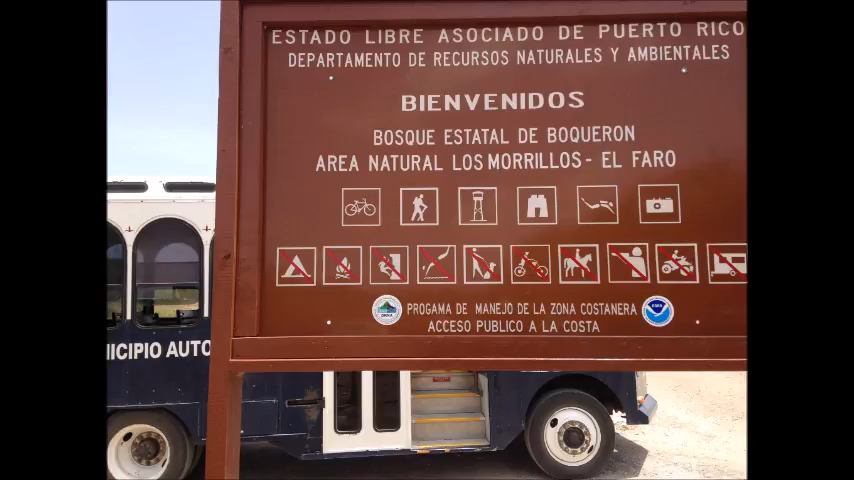 ESTADO LIBRE ASOCIADO DE PUERTO RICO
DEPARTAMENTO DE RECURSOS NATURALES Y AMBIENTALES
BIENVENIDOS
BOSQUE ESTATAL DE BOQUERON
AREA NATURAL LOS MORRILLOS - EL FARO
PROGAMA DE MANEJO DE LA ZONA COSTANERA
ACCESO PUBLICO A LA COSTA
NICIPIO AUTO